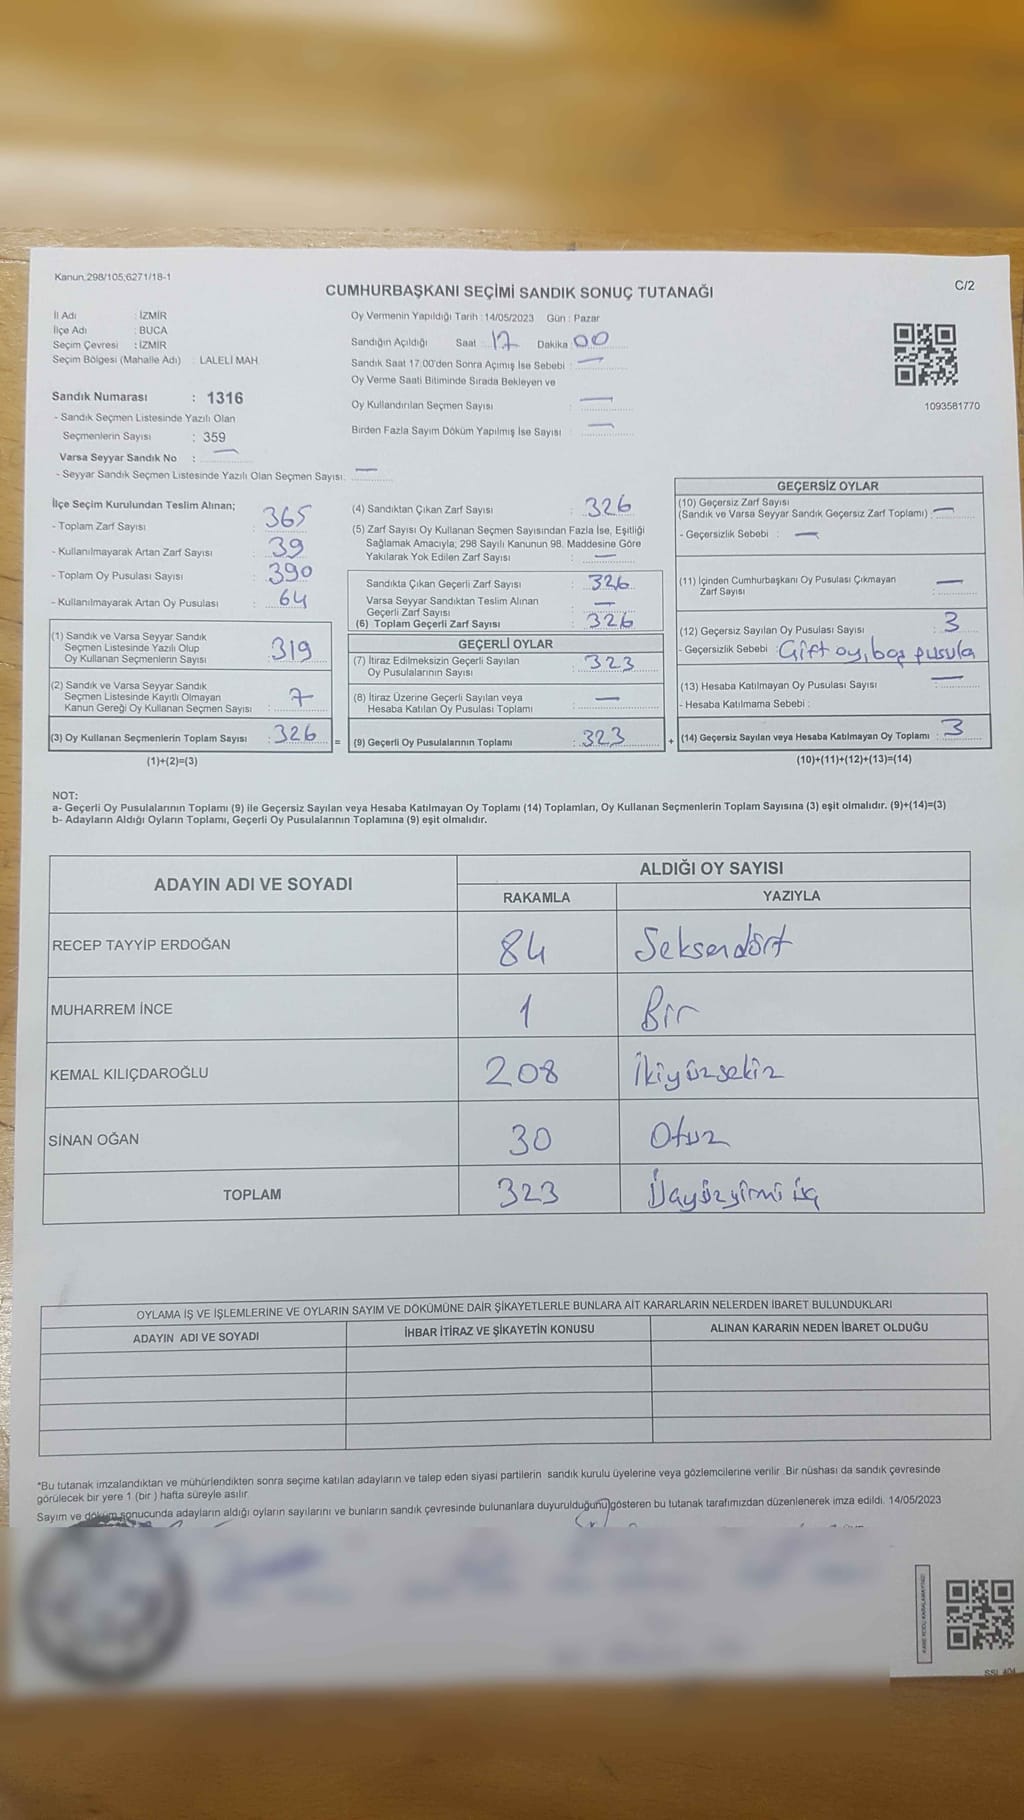 Kanun,298/105,6271/18-1
C/2
CUMHURBAŞKANI SEÇİMİ SANDIK SONUÇ TUTANAĞI
İl Adı : İZMİR
İlçe Adı : BUCA
Seçim Çevresi : İZMİR
Seçim Bölgesi (Mahalle Adı) : LALELİ MAH.
Sandık Numarası : 1316
- Sandık Seçmen Listesinde Yazılı Olan
Seçmenlerin Sayısı : 359
Varsa Seyyar Sandık No : —
- Seyyar Sandık Seçmen Listesinde Yazılı Olan Seçmen Sayısı: —
Oy Vermenin Yapıldığı Tarih : 14/05/2023 Gün : Pazar
Sandığın Açıldığı Saat 17 Dakika 00
Sandık Saat 17.00'den Sonra Açımış İse Sebebi : —
Oy Verme Saati Bitiminde Sırada Bekleyen ve
Oy Kullandırılan Seçmen Sayısı : —
Birden Fazla Sayım Döküm Yapılmış İse Sayısı : —
1093581770
İlçe Seçim Kurulundan Teslim Alınan;
- Toplam Zarf Sayısı : 365
- Kullanılmayarak Artan Zarf Sayısı : 39
- Toplam Oy Pusulası Sayısı : 390
- Kullanılmayarak Artan Oy Pusulası : 64
(1) Sandık ve Varsa Seyyar Sandık
Seçmen Listesinde Yazılı Olup
Oy Kullanan Seçmenlerin Sayısı : 319
(2) Sandık ve Varsa Seyyar Sandık
Seçmen Listesinde Kayıtlı Olmayan
Kanun Gereği Oy Kullanan Seçmen Sayısı : 7
(3) Oy Kullanan Seçmenlerin Toplam Sayısı : 326
(1)+(2)=(3)
(4) Sandıktan Çıkan Zarf Sayısı : 326
(5) Zarf Sayısı Oy Kullanan Seçmen Sayısından Fazla İse, Eşitliği
Sağlamak Amacıyla; 298 Sayılı Kanunun 98. Maddesine Göre
Yakılarak Yok Edilen Zarf Sayısı : —
Sandıkta Çıkan Geçerli Zarf Sayısı : 326
Varsa Seyyar Sandıktan Teslim Alınan
Geçerli Zarf Sayısı : —
(6) Toplam Geçerli Zarf Sayısı : 326
GEÇERLİ OYLAR
(7) İtiraz Edilmeksizin Geçerli Sayılan
Oy Pusulalarının Sayısı : 323
(8) İtiraz Üzerine Geçerli Sayılan veya
Hesaba Katılan Oy Pusulası Toplamı : —
= (9) Geçerli Oy Pusulalarının Toplamı : 323
GEÇERSİZ OYLAR
(10) Geçersiz Zarf Sayısı
(Sandık ve Varsa Seyyar Sandık Geçersiz Zarf Toplamı) : —
- Geçersizlik Sebebi : —
(11) İçinden Cumhurbaşkanı Oy Pusulası Çıkmayan
Zarf Sayısı : —
(12) Geçersiz Sayılan Oy Pusulası Sayısı : 3
- Geçersizlik Sebebi : Çift oy, boş pusula
(13) Hesaba Katılmayan Oy Pusulası Sayısı : —
- Hesaba Katılmama Sebebi :
+ (14) Geçersiz Sayılan veya Hesaba Katılmayan Oy Toplamı : 3
(10)+(11)+(12)+(13)=(14)
NOT:
a- Geçerli Oy Pusulalarının Toplamı (9) ile Geçersiz Sayılan veya Hesaba Katılmayan Oy Toplamı (14) Toplamları, Oy Kullanan Seçmenlerin Toplam Sayısına (3) eşit olmalıdır. (9)+(14)=(3)
b- Adayların Aldığı Oyların Toplamı, Geçerli Oy Pusulalarının Toplamına (9) eşit olmalıdır.
ADAYIN ADI VE SOYADI ALDIĞI OY SAYISI
RAKAMLA YAZIYLA
RECEP TAYYİP ERDOĞAN 84 Seksendört
MUHARREM İNCE 1 Bir
KEMAL KILIÇDAROĞLU 208 İkiyüzsekiz
SİNAN OĞAN 30 Otuz
TOPLAM 323 Üçyüzyirmi üç
OYLAMA İŞ VE İŞLEMLERİNE VE OYLARIN SAYIM VE DÖKÜMÜNE DAİR ŞİKAYETLERLE BUNLARA AİT KARARLARIN NELERDEN İBARET BULUNDUKLARI
ADAYIN ADI VE SOYADI İHBAR İTİRAZ VE ŞİKAYETİN KONUSU ALINAN KARARIN NEDEN İBARET OLDUĞU
*Bu tutanak imzalandıktan ve mühürlendikten sonra seçime katılan adayların ve talep eden siyasi partilerin sandık kurulu üyelerine veya gözlemcilerine verilir. Bir nüshası da sandık çevresinde
görülecek bir yere 1 (bir ) hafta süreyle asılır.
Sayım ve döküm sonucunda adayların aldığı oyların sayılarını ve bunların sandık çevresinde bulunanlara duyurulduğunu gösteren bu tutanak tarafımızdan düzenlenerek imza edildi. 14/05/2023